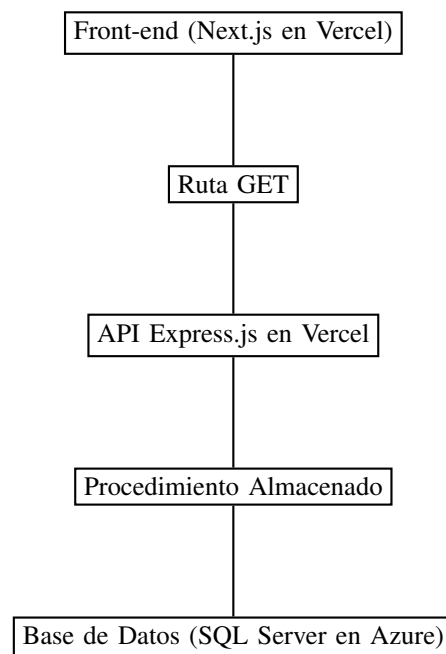 Front-end (Next.js en Vercel)
Ruta GET
API Express.js en Vercel
Procedimiento Almacenado
Base de Datos (SQL Server en Azure)